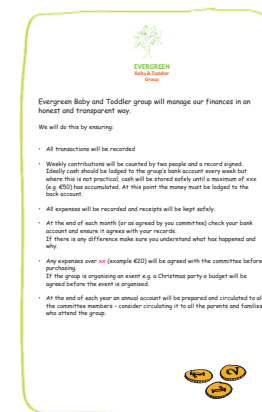 EVERGREEN
Baby & Toddler
Group
Evergreen Baby and Toddler group will manage our finances in an
honest and transparent way.
We will do this by ensuring:
• All transactions will be recorded
• Weekly contributions will be counted by two people and a record signed.
Ideally cash should be lodged to the group's bank account every week but
where this is not practical; cash will be stored safely until a maximum of xxx
(e.g. €50) has accumulated. At this point the money must be lodged to the
back account.
• All expenses will be recorded and receipts will be kept safely.
• At the end of each month (or as agreed by you committee) check your bank
account and ensure it agrees with your records.
If there is any difference make sure you understand what has happened and
why.
• Any expenses over xx (example €20) will be agreed with the committee before
purchasing.
If the group is organising an event e.g. a Christmas party a budget will be
agreed before the event is organised.
• At the end of each year an annual account will be prepared and circulated to all
the committee members - consider circulating it to all the parents and families
who attend the group.